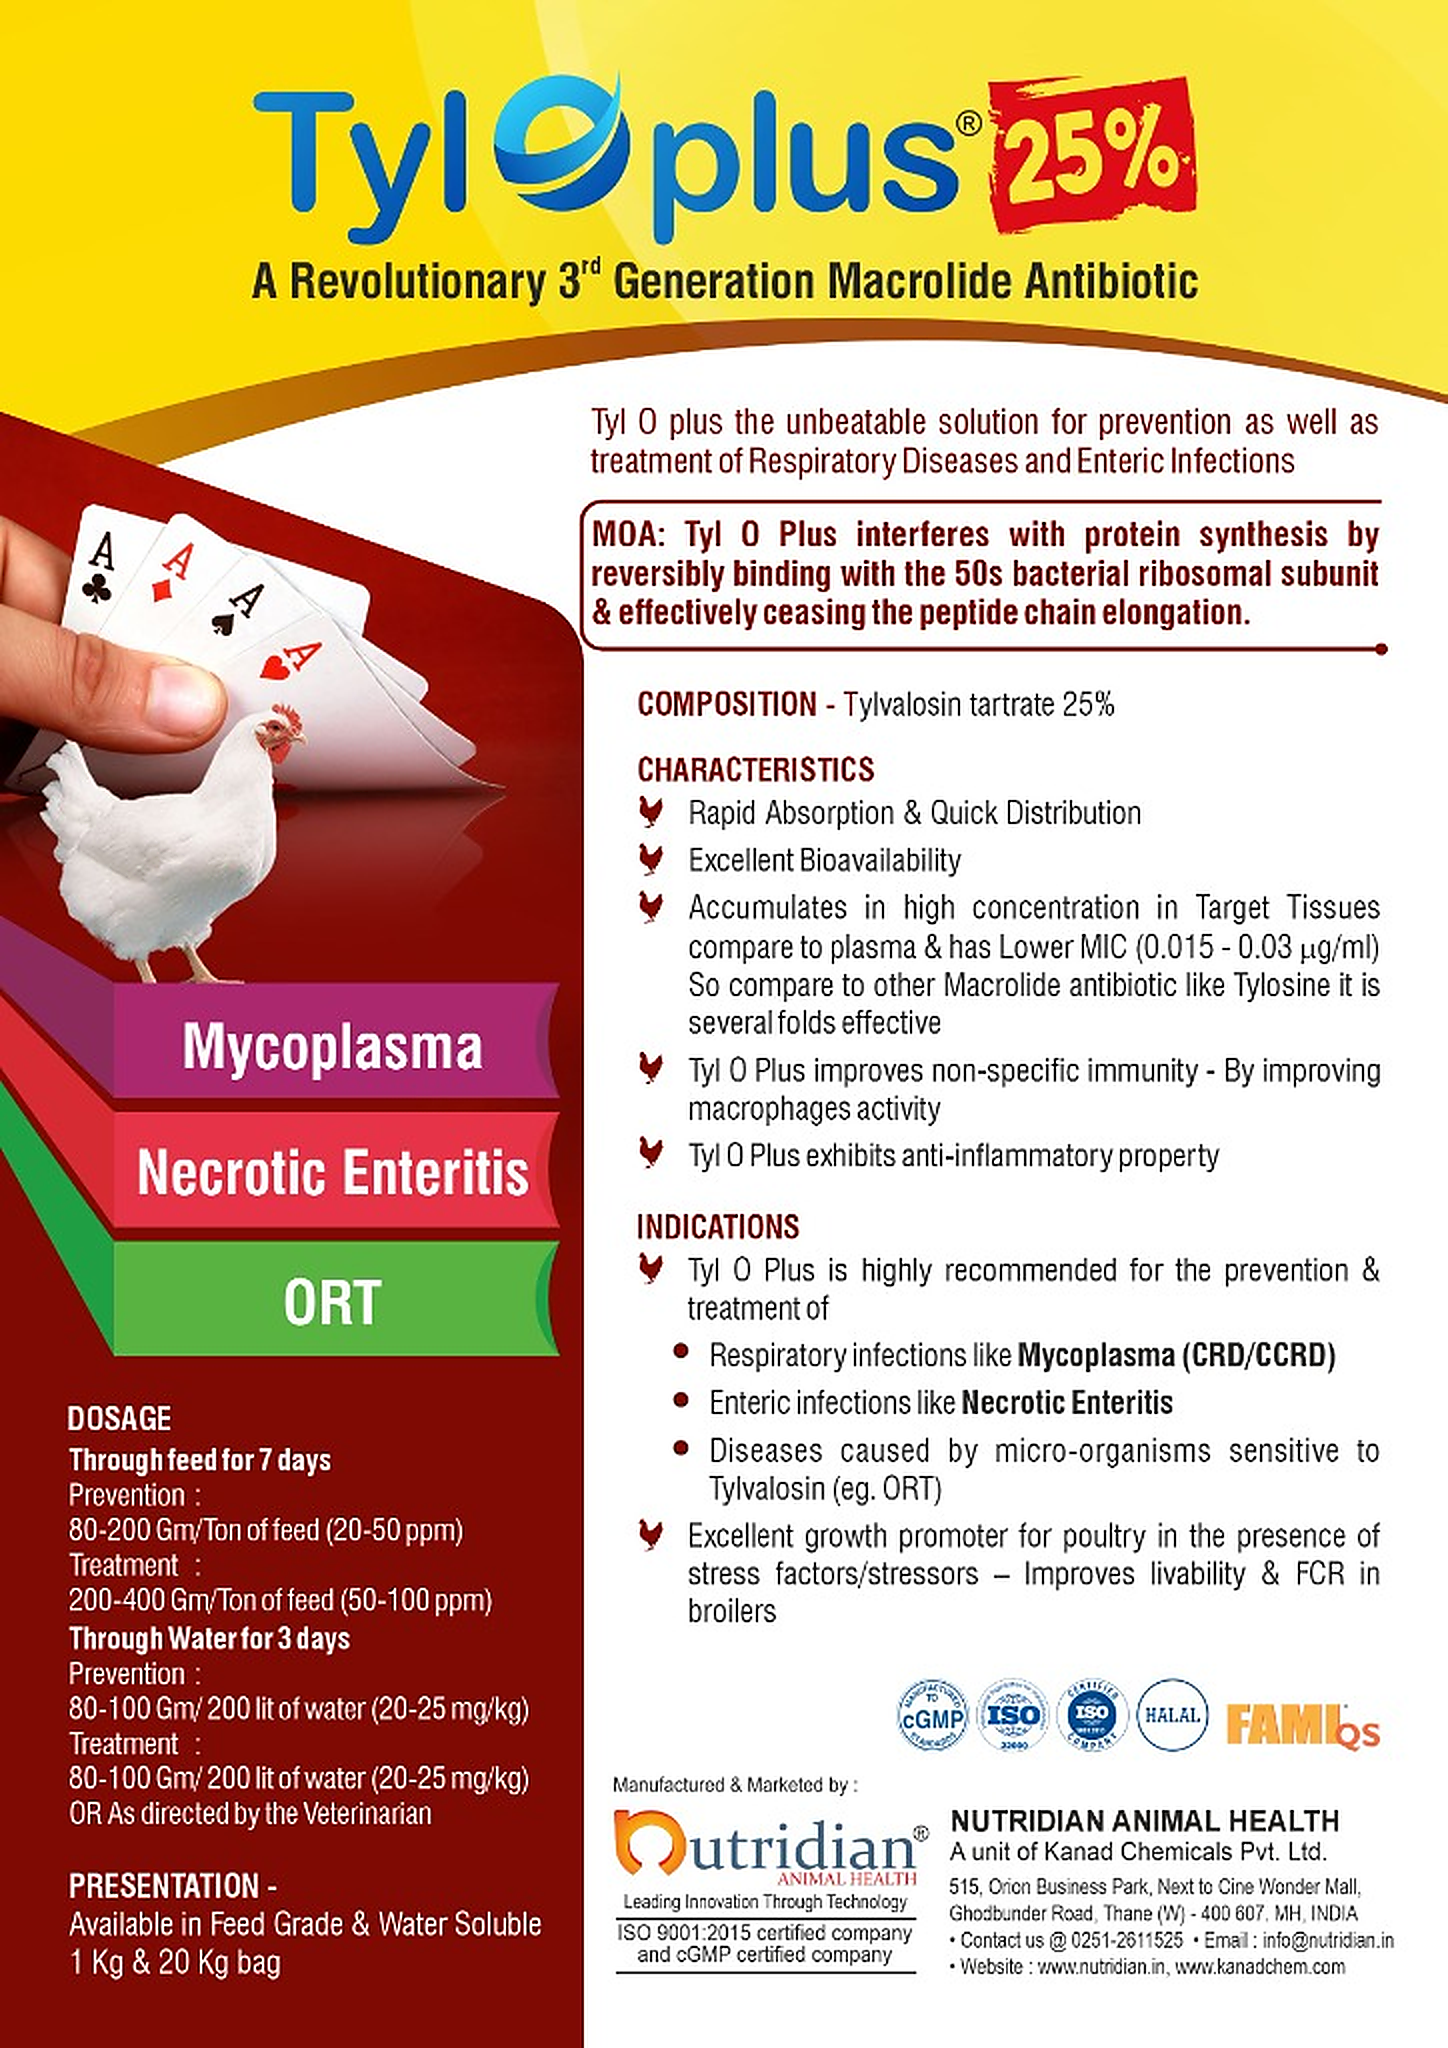 Tyl O plus® 25%
A Revolutionary 3rd Generation Macrolide Antibiotic
Tyl O plus the unbeatable solution for prevention as well as
treatment of Respiratory Diseases and Enteric Infections
MOA: Tyl O Plus interferes with protein synthesis by
reversibly binding with the 50s bacterial ribosomal subunit
& effectively ceasing the peptide chain elongation.
A
A
A
A
COMPOSITION - Tylvalosin tartrate 25%
CHARACTERISTICS
Rapid Absorption & Quick Distribution
Excellent Bioavailability
Accumulates in high concentration in Target Tissues
compare to plasma & has Lower MIC (0.015 - 0.03 µg/ml)
So compare to other Macrolide antibiotic like Tylosine it is
several folds effective
Tyl O Plus improves non-specific immunity - By improving
macrophages activity
Tyl O Plus exhibits anti-inflammatory property
INDICATIONS
Tyl O Plus is highly recommended for the prevention &
treatment of
• Respiratory infections like Mycoplasma (CRD/CCRD)
• Enteric infections like Necrotic Enteritis
• Diseases caused by micro-organisms sensitive to
Tylvalosin (eg. ORT)
Excellent growth promoter for poultry in the presence of
stress factors/stressors – Improves livability & FCR in
broilers
Mycoplasma
Necrotic Enteritis
ORT
DOSAGE
Through feed for 7 days
Prevention :
80-200 Gm/Ton of feed (20-50 ppm)
Treatment :
200-400 Gm/Ton of feed (50-100 ppm)
Through Water for 3 days
Prevention :
80-100 Gm/ 200 lit of water (20-25 mg/kg)
Treatment :
80-100 Gm/ 200 lit of water (20-25 mg/kg)
OR As directed by the Veterinarian
PRESENTATION -
Available in Feed Grade & Water Soluble
1 Kg & 20 Kg bag
MANUFACTURED TO cGMP STANDARDS
ISO 22000
CERTIFIED ISO COMPANY
HALAL
FAMI QS
Manufactured & Marketed by :
Nutridian®
ANIMAL HEALTH
Leading Innovation Through Technology
ISO 9001:2015 certified company
and cGMP certified company
NUTRIDIAN ANIMAL HEALTH
A unit of Kanad Chemicals Pvt. Ltd.
515, Orion Business Park, Next to Cine Wonder Mall,
Ghodbunder Road, Thane (W) - 400 607. MH, INDIA
• Contact us @ 0251-2611525 • Email : info@nutridian.in
• Website : www.nutridian.in, www.kanadchem.com